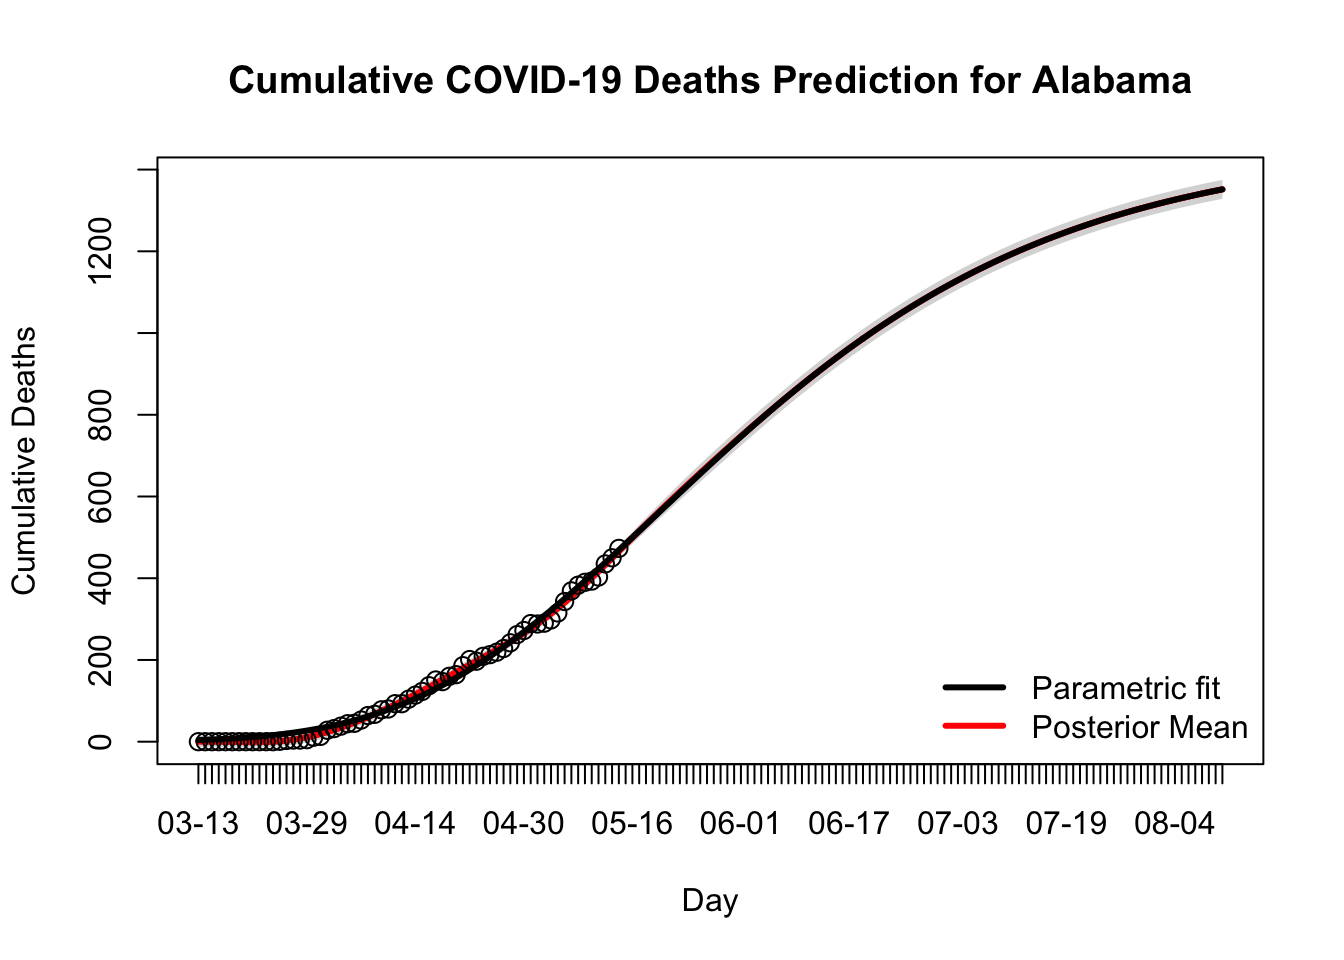 Cumulative COVID-19 Deaths Prediction for Alabama
Cumulative Deaths
1200
800
600
400
200
0
Parametric fit
Posterior Mean
03-13 03-29 04-14 04-30 05-16 06-01 06-17 07-03 07-19 08-04
Day